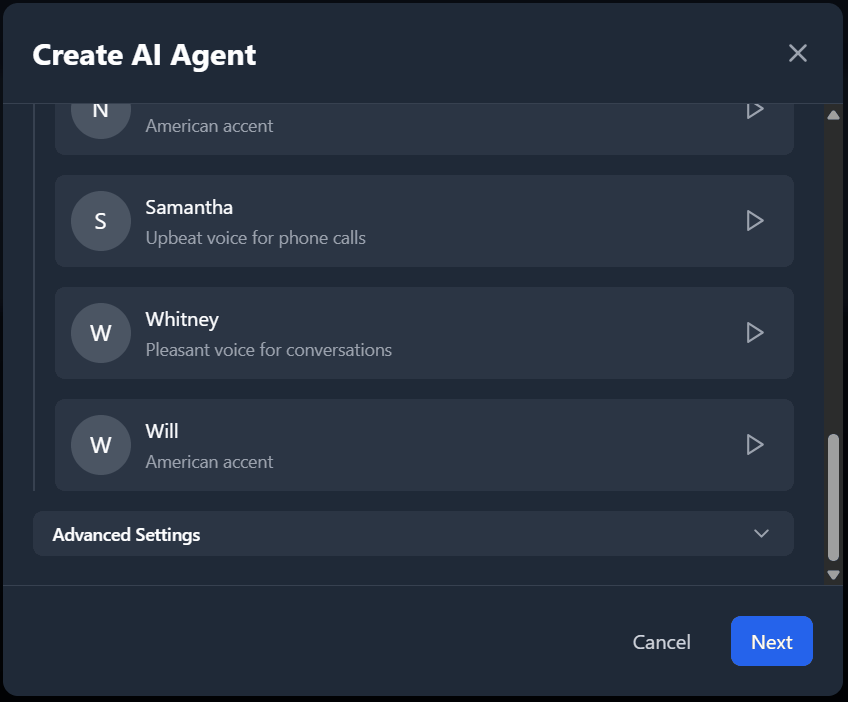 Create AI Agent
N
American accent
S
Samantha
Upbeat voice for phone calls
W
Whitney
Pleasant voice for conversations
W
Will
American accent
Advanced Settings
Cancel
Next